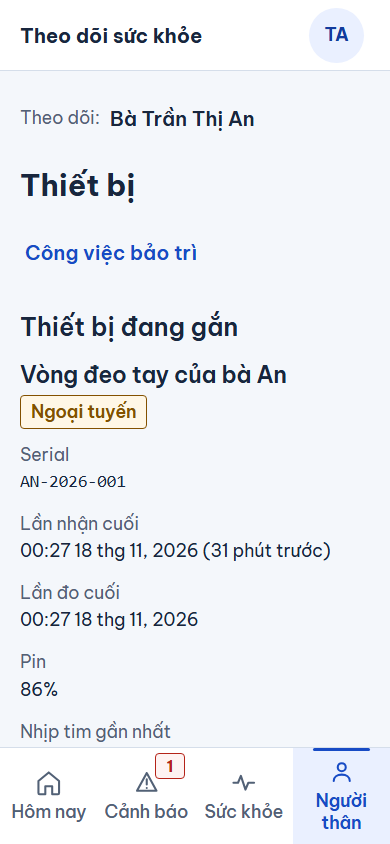 Theo dõi sức khỏe
TA
Theo dõi: Bà Trần Thị An
Thiết bị
Công việc bảo trì
Thiết bị đang gắn
Vòng đeo tay của bà An
Ngoại tuyến
Serial
AN-2026-001
Lần nhận cuối
00:27 18 thg 11, 2026 (31 phút trước)
Lần đo cuối
00:27 18 thg 11, 2026
Pin
86%
Nhịp tim gần nhất
1
Hôm nay
Cảnh báo
Sức khỏe
Người
thân